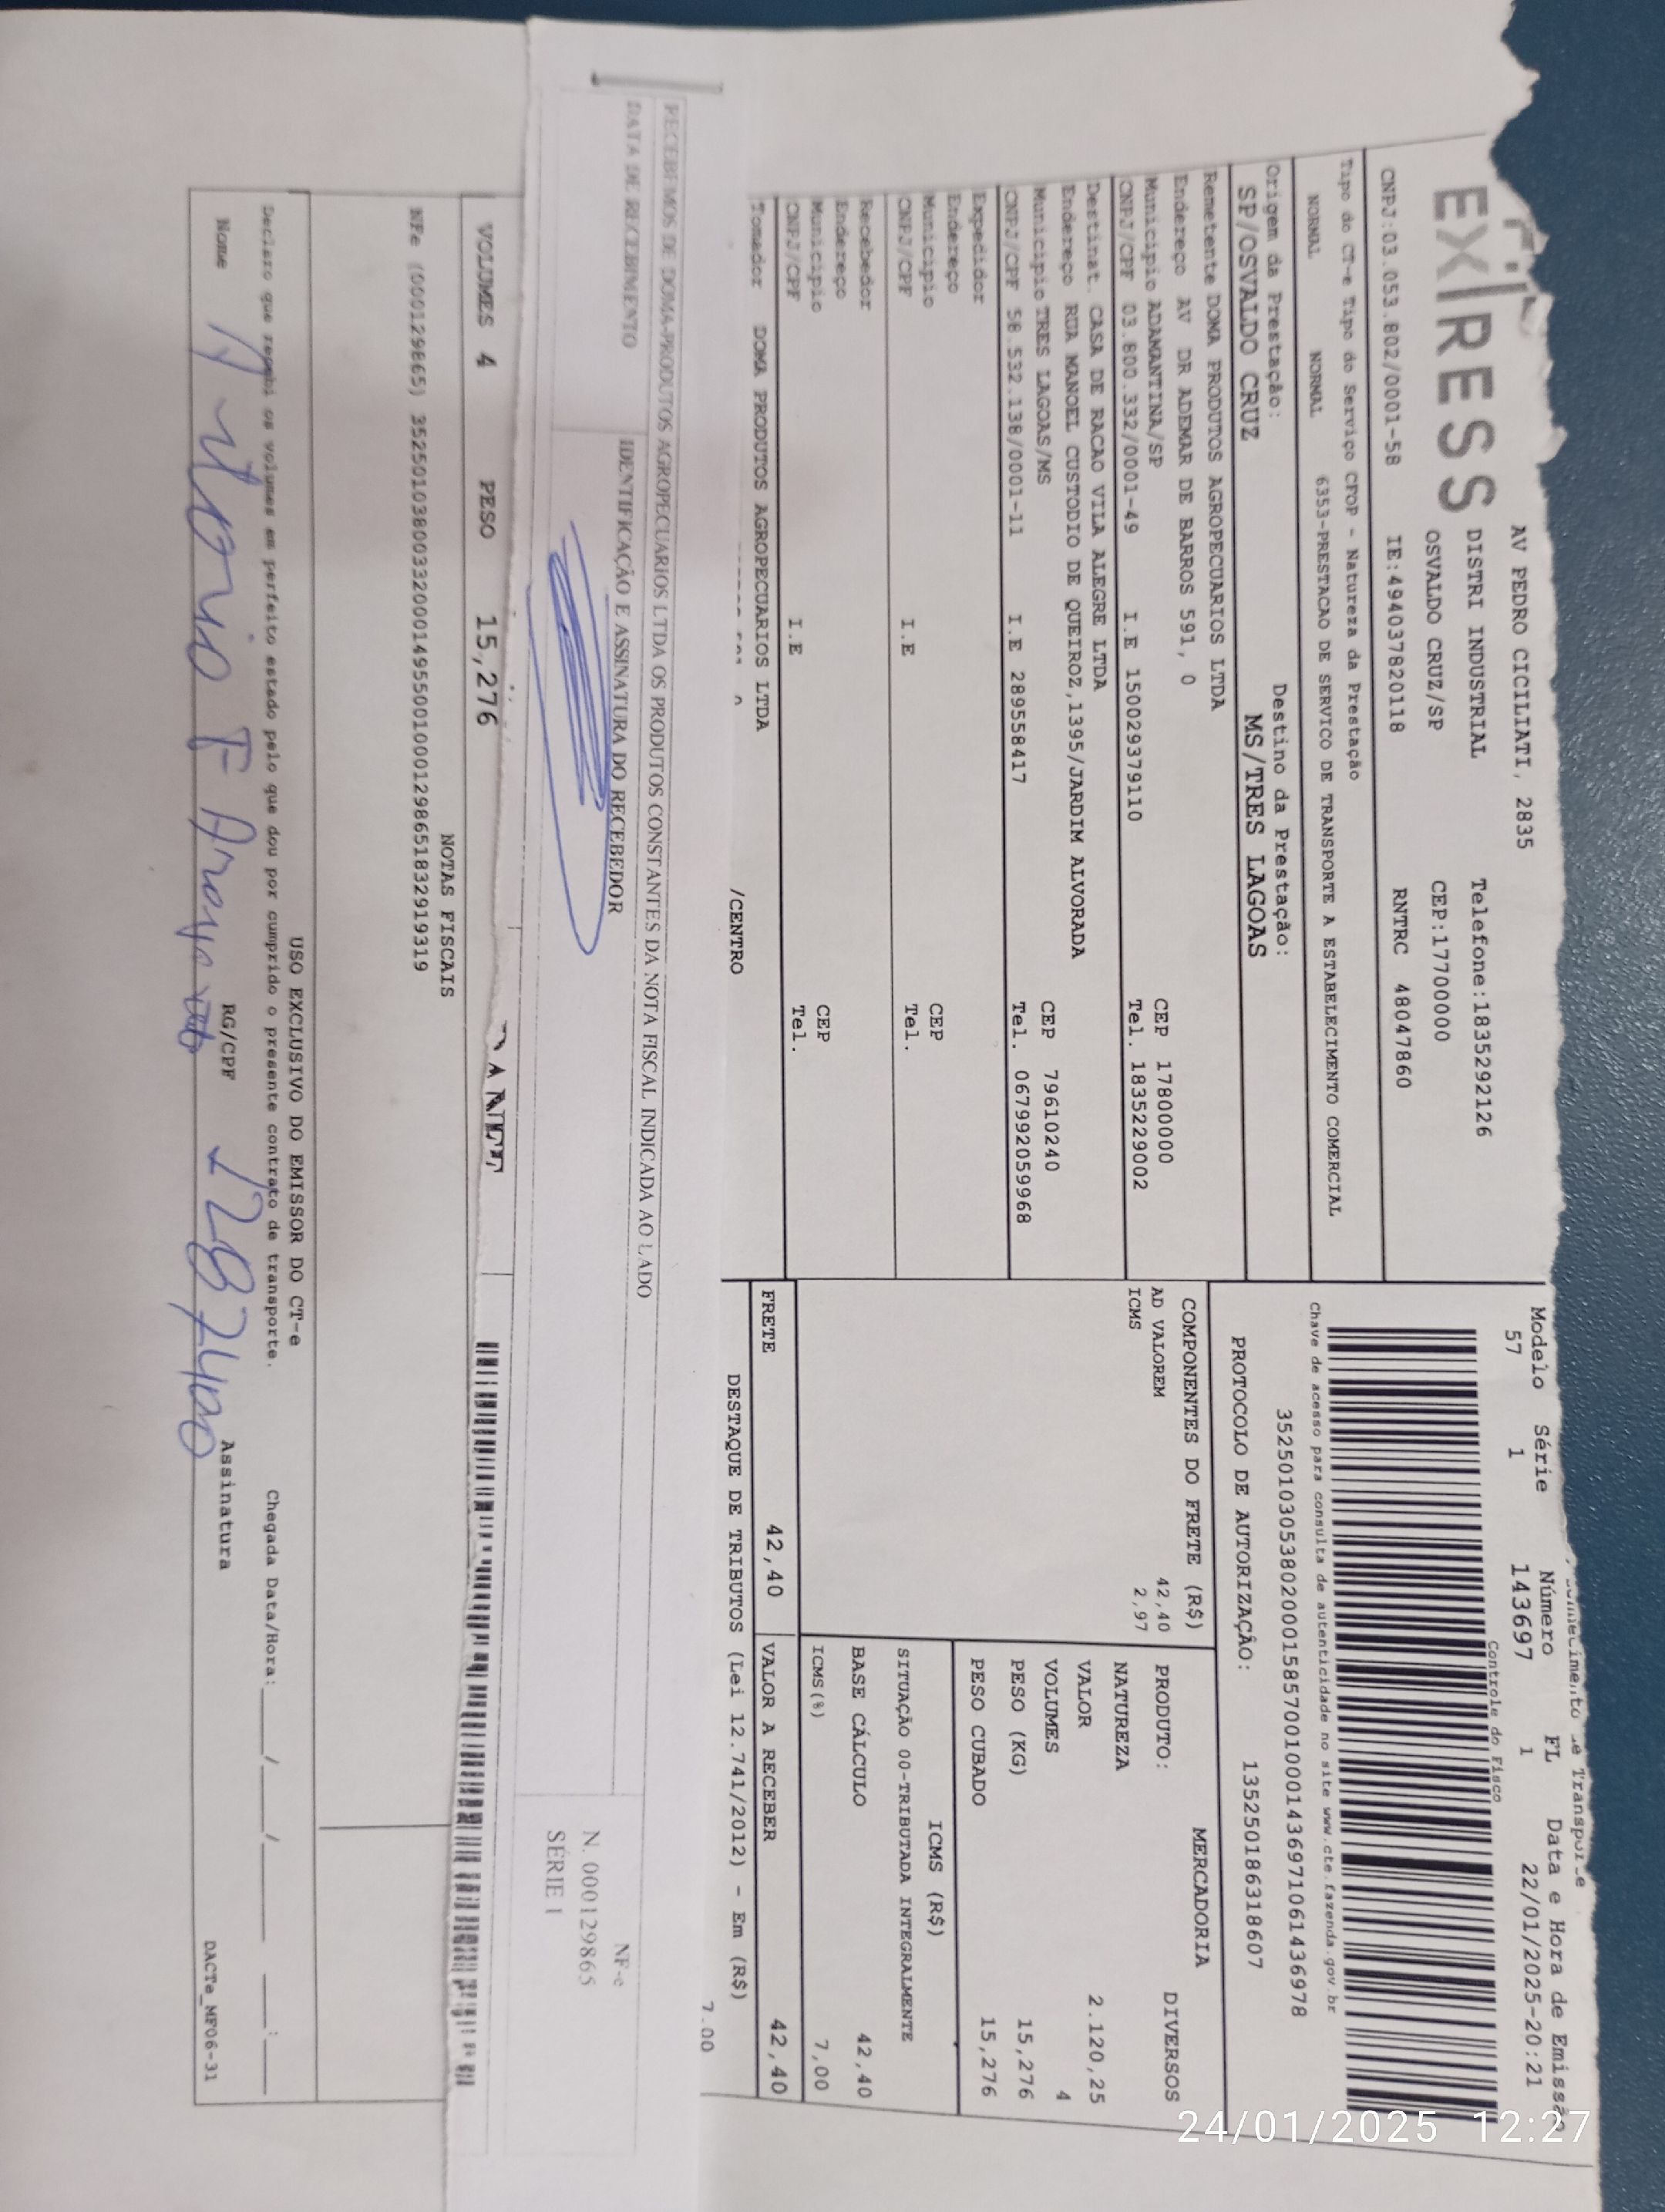 EX RESS
AV PEDRO CICILIATI, 2835
DISTRI INDUSTRIAL Telefone:1835292126
OSVALDO CRUZ/SP CEP:17700000
CNPJ:03.053.802/0001-58 IE:494037820118 RNTRC 48047860
Tipo do CT-e Tipo do Serviço CFOP - Natureza da Prestação
NORMAL NORMAL 6353-PRESTACAO DE SERVICO DE TRANSPORTE A ESTABELECIMENTO COMERCIAL
Origem da Prestação: Destino da Prestação:
SP/OSVALDO CRUZ MS/TRES LAGOAS
Modelo Série Número FL Data e Hora de Emissão
57 1 143697 1 22/01/2025-20:21
Controle do Fisco
Chave de acesso para consulta de autenticidade no site www.cte.fazenda.gov.br
35250103053802000158570010001436971061436978
PROTOCOLO DE AUTORIZAÇÃO: 135250186318607
Remetente DOMA PRODUTOS AGROPECUARIOS LTDA
Endereço AV DR ADEMAR DE BARROS 591, 0
Municipio ADAMANTINA/SP CEP 17800000
CNPJ/CPF 03.800.332/0001-49 I.E 150029379110 Tel. 1835229002
Destinat. CASA DE RACAO VILA ALEGRE LTDA
Endereço RUA MANOEL CUSTODIO DE QUEIROZ,1395/JARDIM ALVORADA
Municipio TRES LAGOAS/MS CEP 79610240
CNPJ/CPF 58.532.138/0001-11 I.E 289558417 Tel. 067992059968
Expedidor
Endereço
Municipio CEP
CNPJ/CPF I.E Tel.
Recebedor
Endereço
Municipio CEP
CNPJ/CPF I.E Tel.
Tomador DOMA PRODUTOS AGROPECUARIOS LTDA
/CENTRO
COMPONENTES DO FRETE (R$)
AD VALOREM 42,40
ICMS 2,97
MERCADORIA
PRODUTO: DIVERSOS
NATUREZA
VALOR 2.120,25
VOLUMES 4
PESO (KG) 15,276
PESO CUBADO 15,276
ICMS (R$)
SITUAÇÃO 00-TRIBUTADA INTEGRALMENTE
BASE CÁLCULO 42,40
ICMS(%) 7,00
FRETE 42,40 VALOR A RECEBER 42,40
DESTAQUE DE TRIBUTOS (Lei 12.741/2012) - Em (R$)
7.00
RECEBEMOS DE DOMA-PRODUTOS AGROPECUARIOS LTDA OS PRODUTOS CONSTANTES DA NOTA FISCAL INDICADA AO LADO
DATA DE RECEBIMENTO IDENTIFICAÇÃO E ASSINATURA DO RECEBEDOR
NF-e
N. 000129865
SÉRIE 1
VOLUMES 4 PESO 15,276
NOTAS FISCAIS
NFe (000129865) 35250103800332000149550010001298651832919319
USO EXCLUSIVO DO EMISSOR DO CT-e
Declaro que recebi os volumes em perfeito estado pelo que dou por cumprido o presente contrato de transporte. Chegada Data/Hora:____/____/______ ___:___
Nome RG/CPF Assinatura
DACTe_MF06-31
24/01/2025 12:27